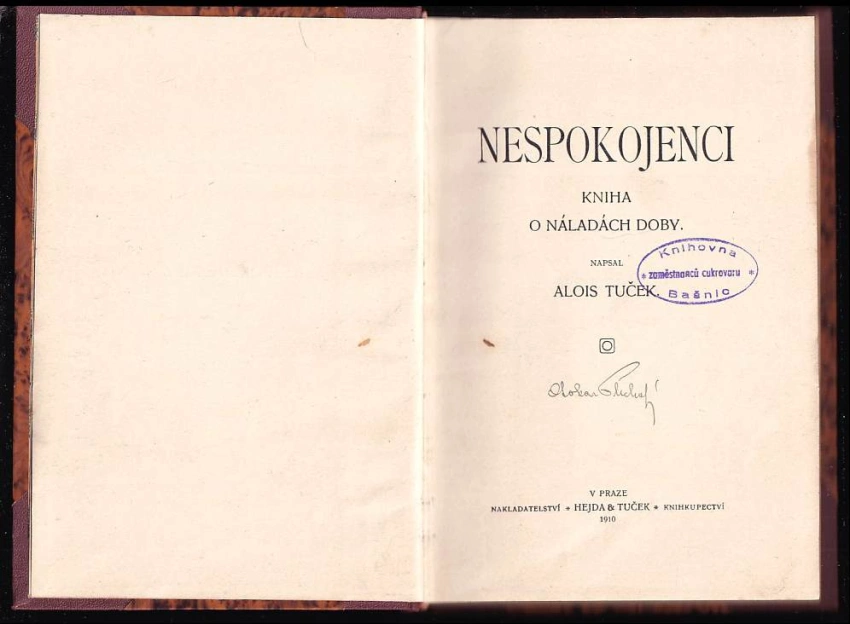 NESPOKOJENCI
KNIHA
O NÁLADÁCH DOBY.
NAPSAL
ALOIS TUČEK.
Knihovna
* zaměstnanců cukrovaru *
Bašnic
V PRAZE
NAKLADATELSTVÍ * HEJDA & TUČEK * KNIHKUPECTVÍ
1910